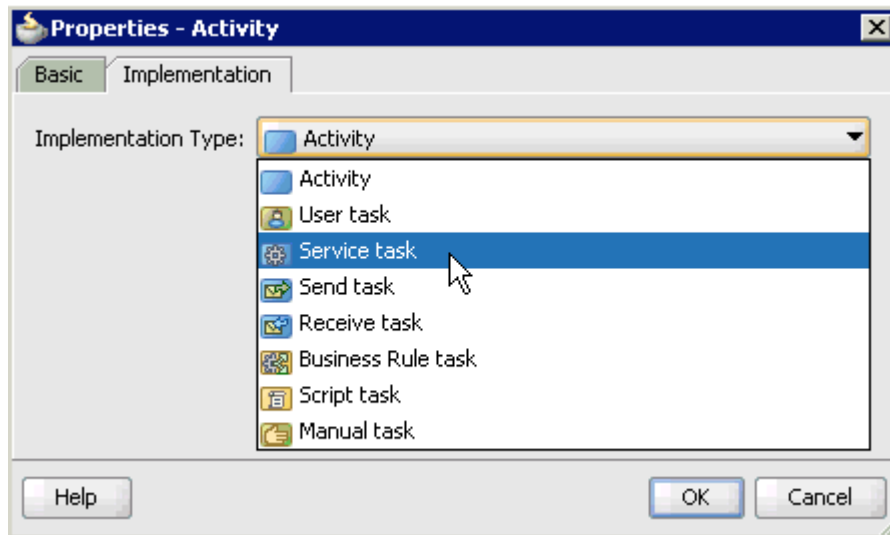 Properties - Activity
Basic Implementation
Implementation Type: Activity
Activity
User task
Service task
Send task
Receive task
Business Rule task
Script task
Manual task
Help OK Cancel